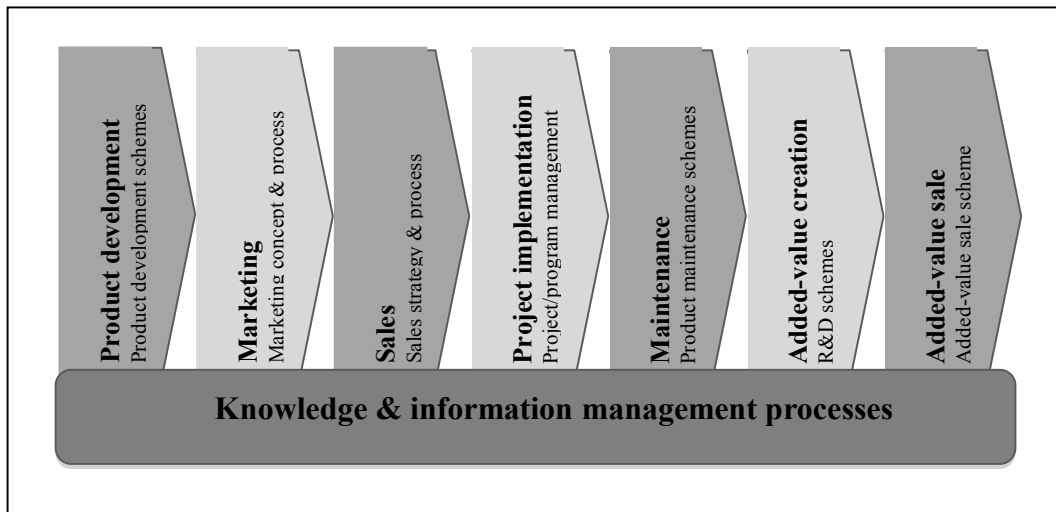 Product development
Product development schemes
Marketing
Marketing concept & process
Sales
Sales strategy & process
Project implementation
Project/program management
Maintenance
Product maintenance schemes
Added-value creation
R&D schemes
Added-value sale
Added-value sale scheme
Knowledge & information management processes